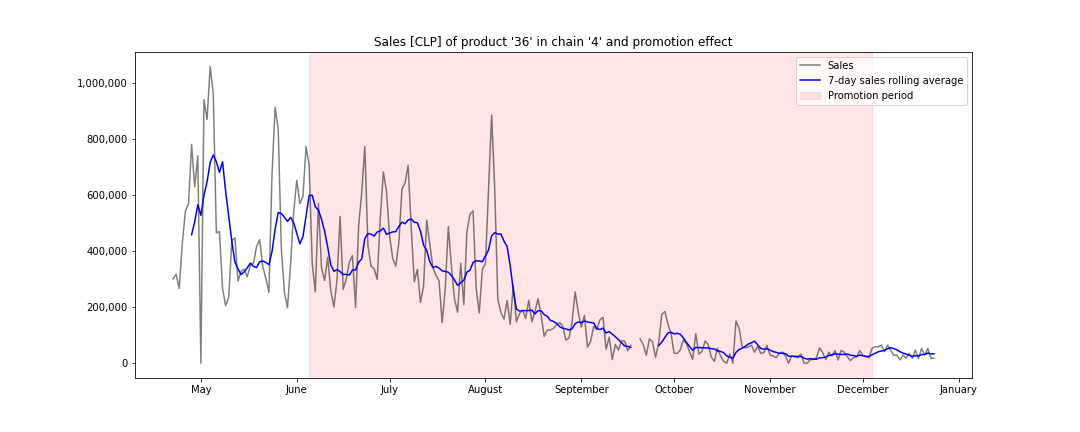 Sales [CLP] of product '36' in chain '4' and promotion effect
Sales
7-day sales rolling average
Promotion period
1,000,000
800,000
600,000
400,000
200,000
0
May June July August September October November December January